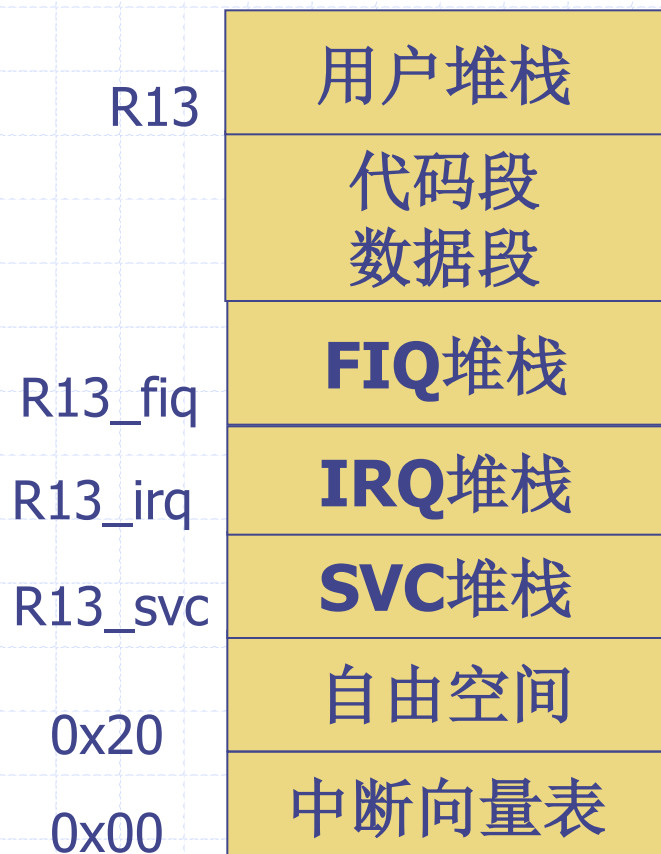 用户堆栈
R13
代码段
数据段
FIQ堆栈
R13_fiq
IRQ堆栈
R13_irq
SVC堆栈
R13_svc
自由空间
0x20
中断向量表
0x00